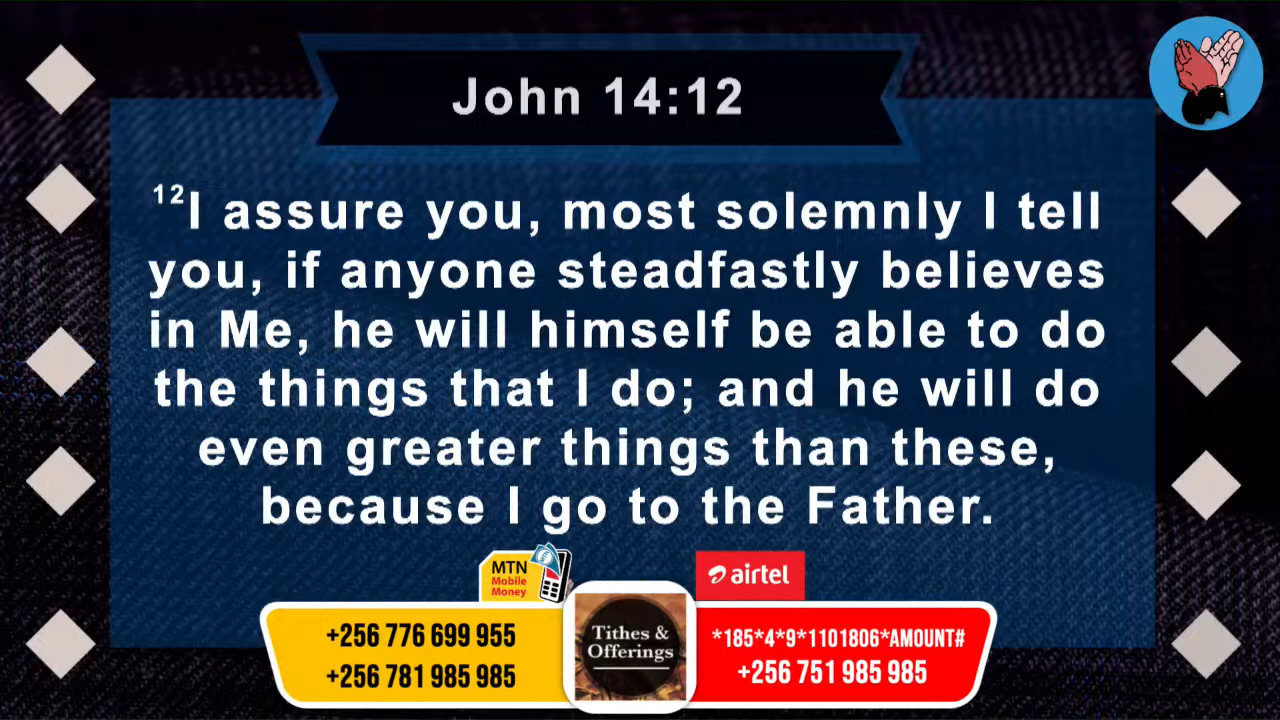 John 14:12
12I assure you, most solemnly I tell
you, if anyone steadfastly believes
in Me, he will himself be able to do
the things that I do; and he will do
even greater things than these,
because I go to the Father.
MTN
Mobile
Money
airtel
+256 776 699 955
+256 781 985 985
Tithes &
Offerings
*185*4*9*1101806*AMOUNT#
+256 751 985 985